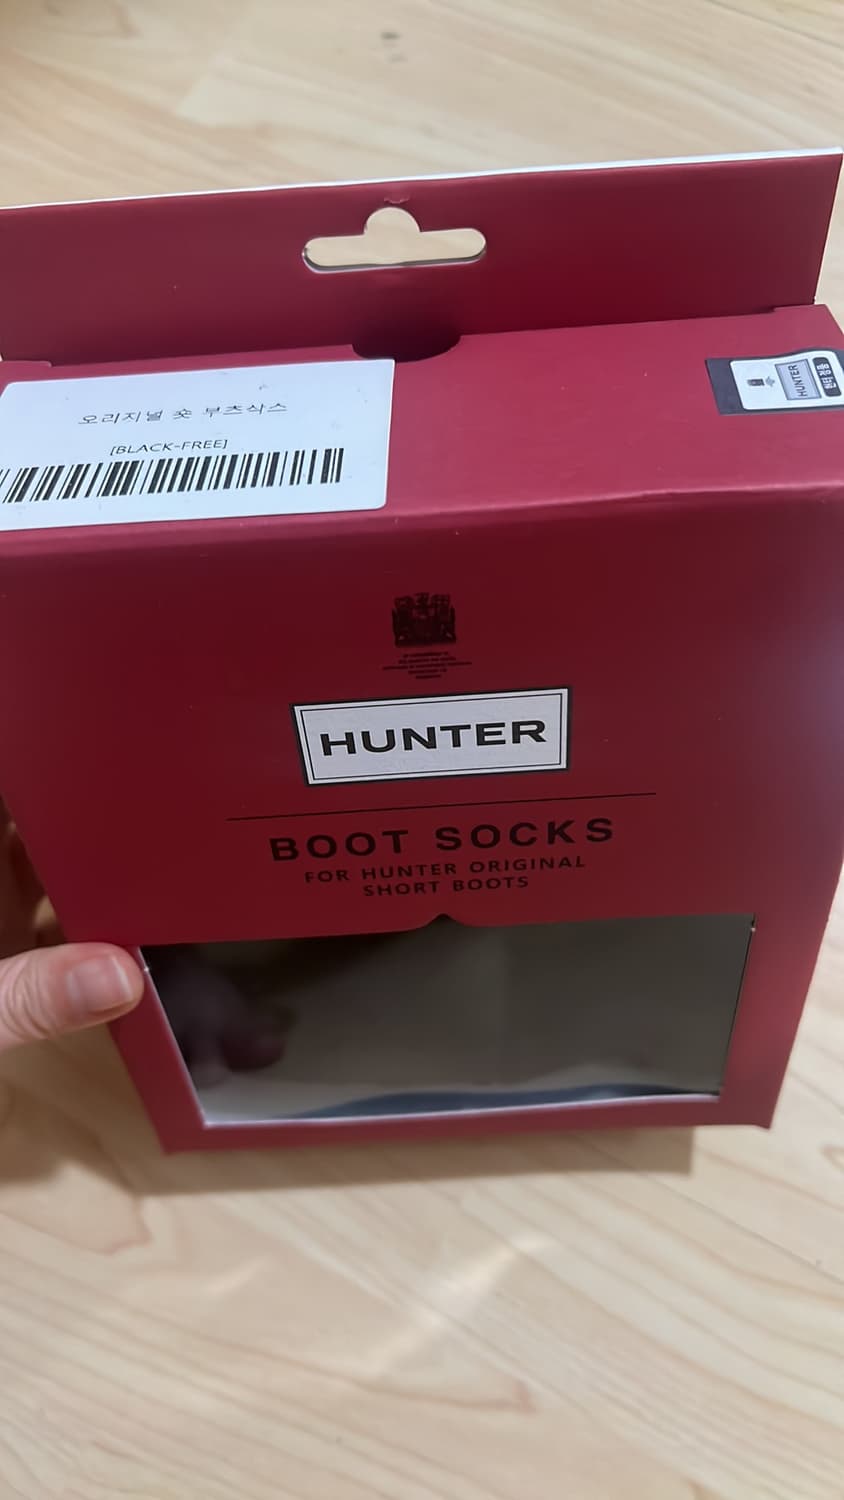 오리지널 숏 부츠삭스
[BLACK-FREE]
HUNTER
HUNTER
BOOT SOCKS
FOR HUNTER ORIGINAL
SHORT BOOTS